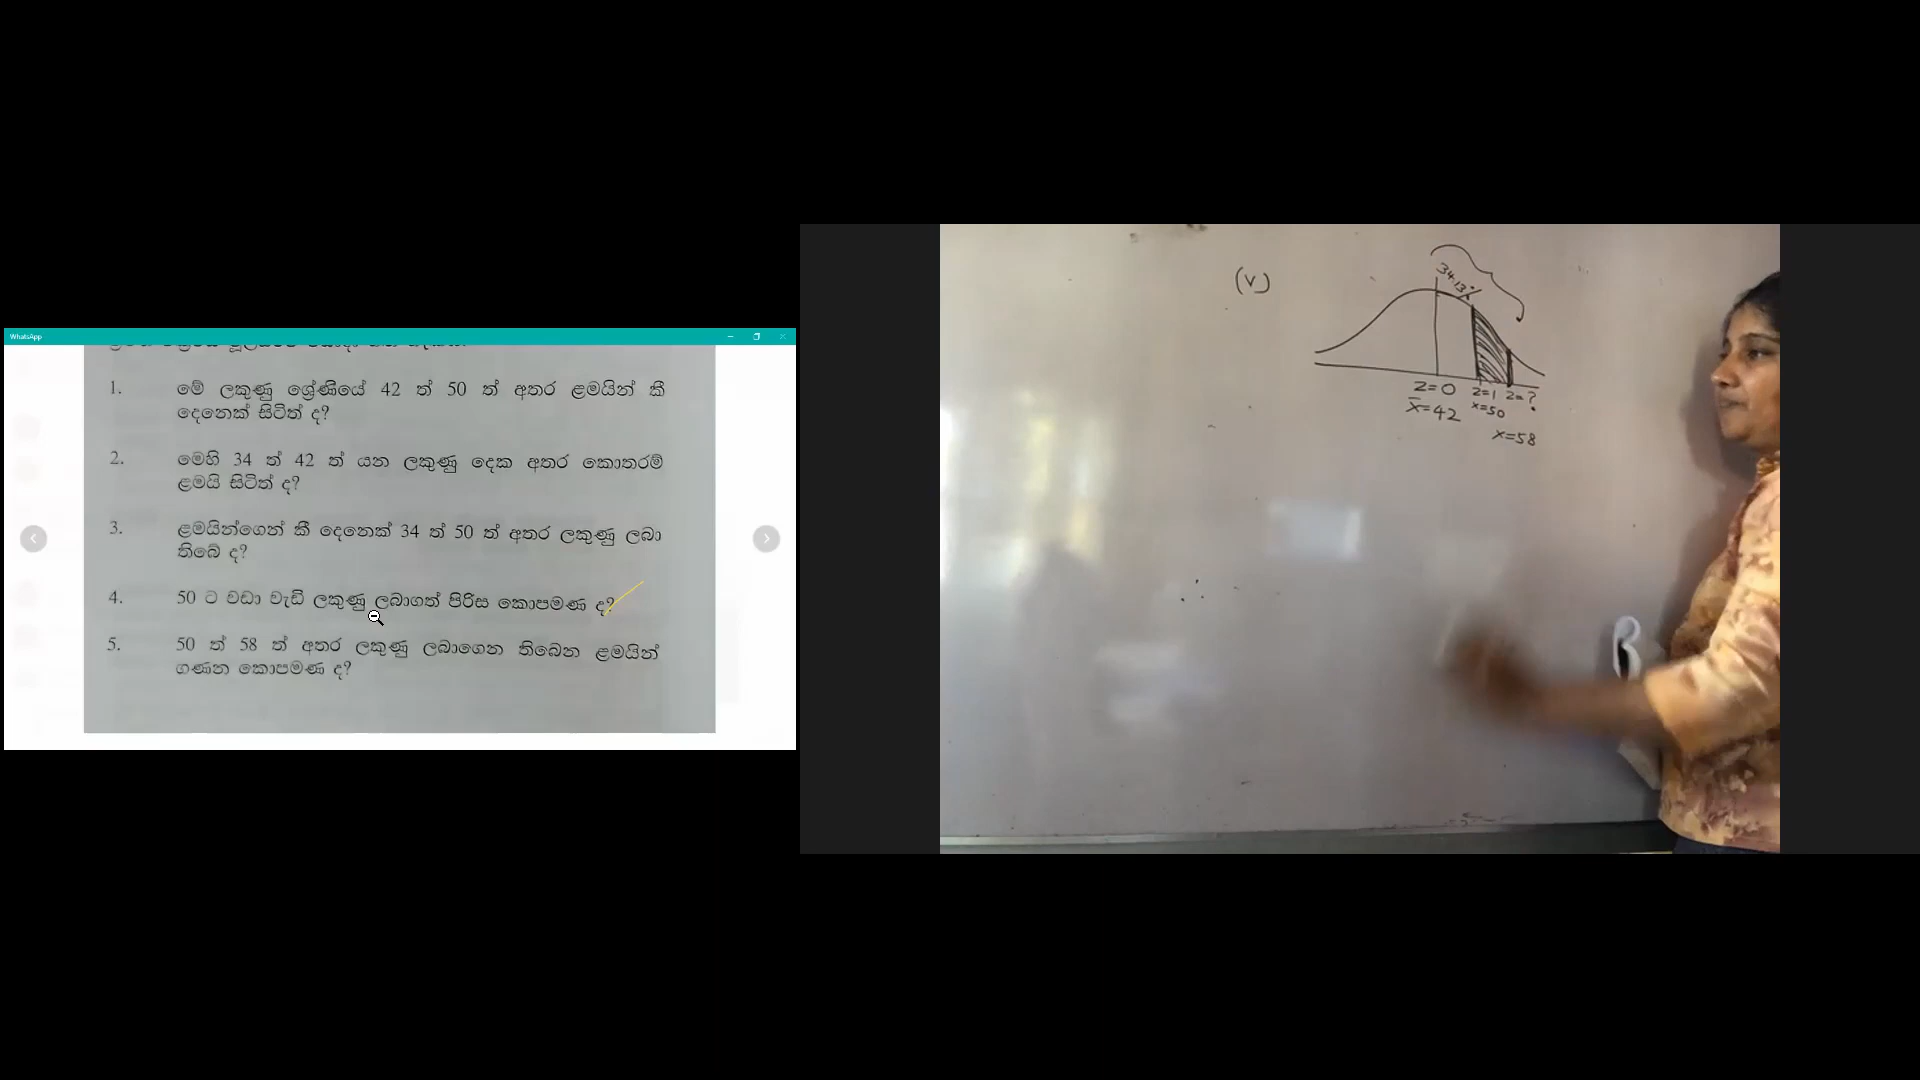 WhatsApp
1. මේ ලකුණු ශ්‍රේණියේ 42 ත් 50 ත් අතර ළමයින් කී
දෙනෙක් සිටිත් ද?
2. මෙහි 34 ත් 42 ත් යන ලකුණු දෙක අතර කොතරම්
ළමයි සිටිත් ද?
3. ළමයින්ගෙන් කී දෙනෙක් 34 ත් 50 ත් අතර ලකුණු ලබා
තිබේ ද?
4. 50 ට වඩා වැඩි ලකුණු ලබාගත් පිරිස කොපමණ ද?
5. 50 ත් 58 ත් අතර ලකුණු ලබාගෙන තිබෙන ළමයින්
ගණන කොපමණ ද?
(v)
34.13%
z=0 z=1 z=?
x̄=42 x=50
x=58